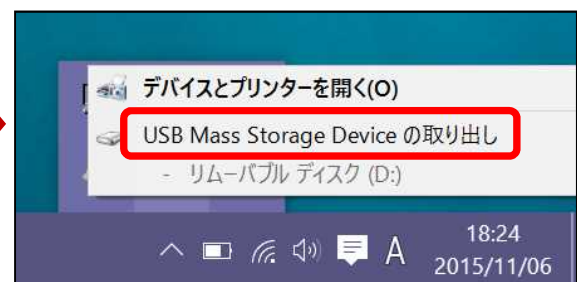 デバイスとプリンターを開く(O)
USB Mass Storage Device の取り出し
- リムーバブル ディスク (D:)
A
18:24
2015/11/06